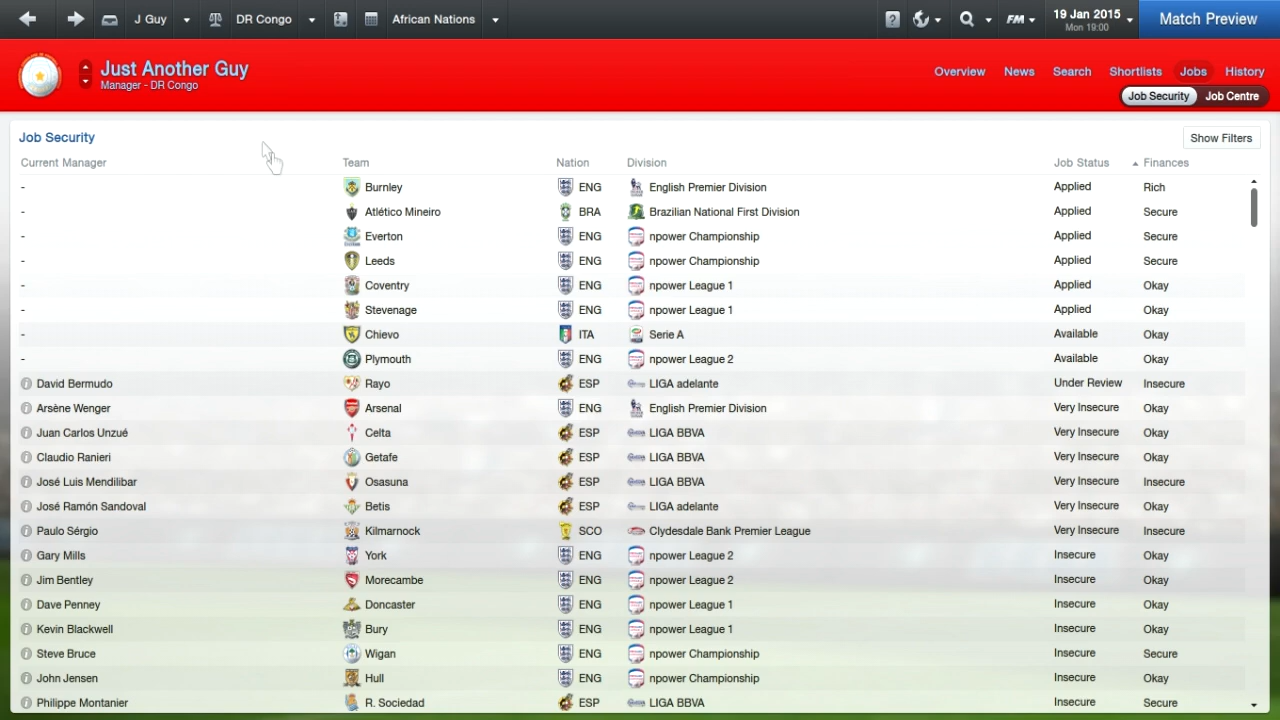 J Guy DR Congo African Nations ? FM 19 Jan 2015 Mon 19:00 Match Preview
Just Another Guy
Manager - DR Congo
Overview News Search Shortlists Jobs History
Job Security Job Centre
Job Security Show Filters
Current Manager Team Nation Division Job Status Finances
- Burnley ENG English Premier Division Applied Rich
- Atlético Mineiro BRA Brazilian National First Division Applied Secure
- Everton ENG npower Championship Applied Secure
- Leeds ENG npower Championship Applied Secure
- Coventry ENG npower League 1 Applied Okay
- Stevenage ENG npower League 1 Applied Okay
- Chievo ITA Serie A Available Okay
- Plymouth ENG npower League 2 Available Okay
David Bermudo Rayo ESP LIGA adelante Under Review Insecure
Arsène Wenger Arsenal ENG English Premier Division Very Insecure Okay
Juan Carlos Unzué Celta ESP LIGA BBVA Very Insecure Okay
Claudio Ranieri Getafe ESP LIGA BBVA Very Insecure Okay
José Luis Mendilibar Osasuna ESP LIGA BBVA Very Insecure Insecure
José Ramón Sandoval Betis ESP LIGA adelante Very Insecure Okay
Paulo Sérgio Kilmarnock SCO Clydesdale Bank Premier League Very Insecure Insecure
Gary Mills York ENG npower League 2 Insecure Okay
Jim Bentley Morecambe ENG npower League 2 Insecure Okay
Dave Penney Doncaster ENG npower League 1 Insecure Okay
Kevin Blackwell Bury ENG npower League 1 Insecure Okay
Steve Bruce Wigan ENG npower Championship Insecure Secure
John Jensen Hull ENG npower Championship Insecure Okay
Philippe Montanier R. Sociedad ESP LIGA BBVA Insecure Secure